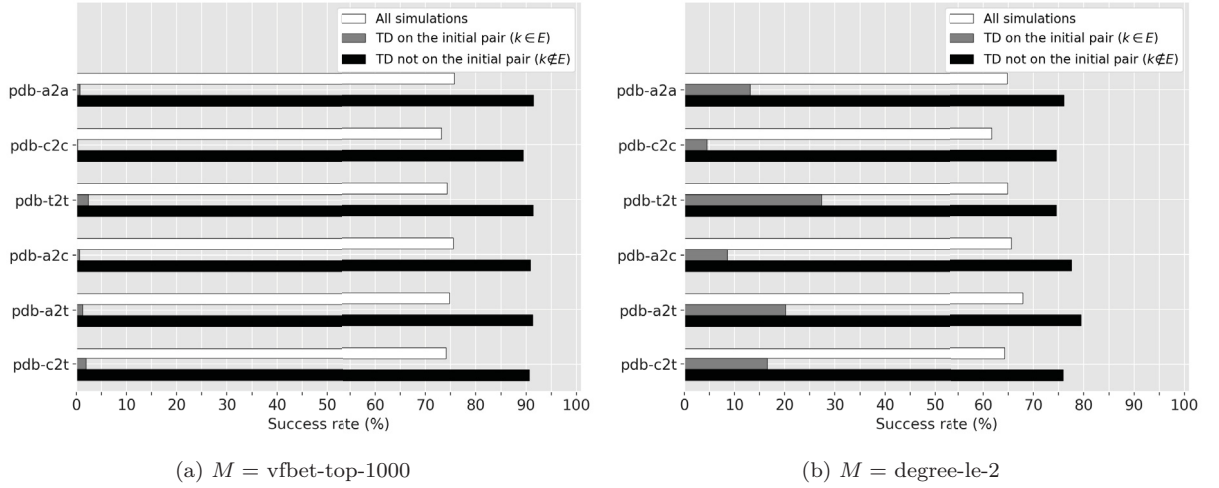 All simulations
TD on the initial pair (k ∈ E)
TD not on the initial pair (k∉E)
pdb-a2a
pdb-c2c
pdb-t2t
pdb-a2c
pdb-a2t
pdb-c2t
0 10 20 30 40 50 60 70 80 90 100
Success rate (%)
(a) M = vfbet-top-1000
All simulations
TD on the initial pair (k ∈ E)
TD not on the initial pair (k∉E)
pdb-a2a
pdb-c2c
pdb-t2t
pdb-a2c
pdb-a2t
pdb-c2t
0 10 20 30 40 50 60 70 80 90 100
Success rate (%)
(b) M = degree-le-2